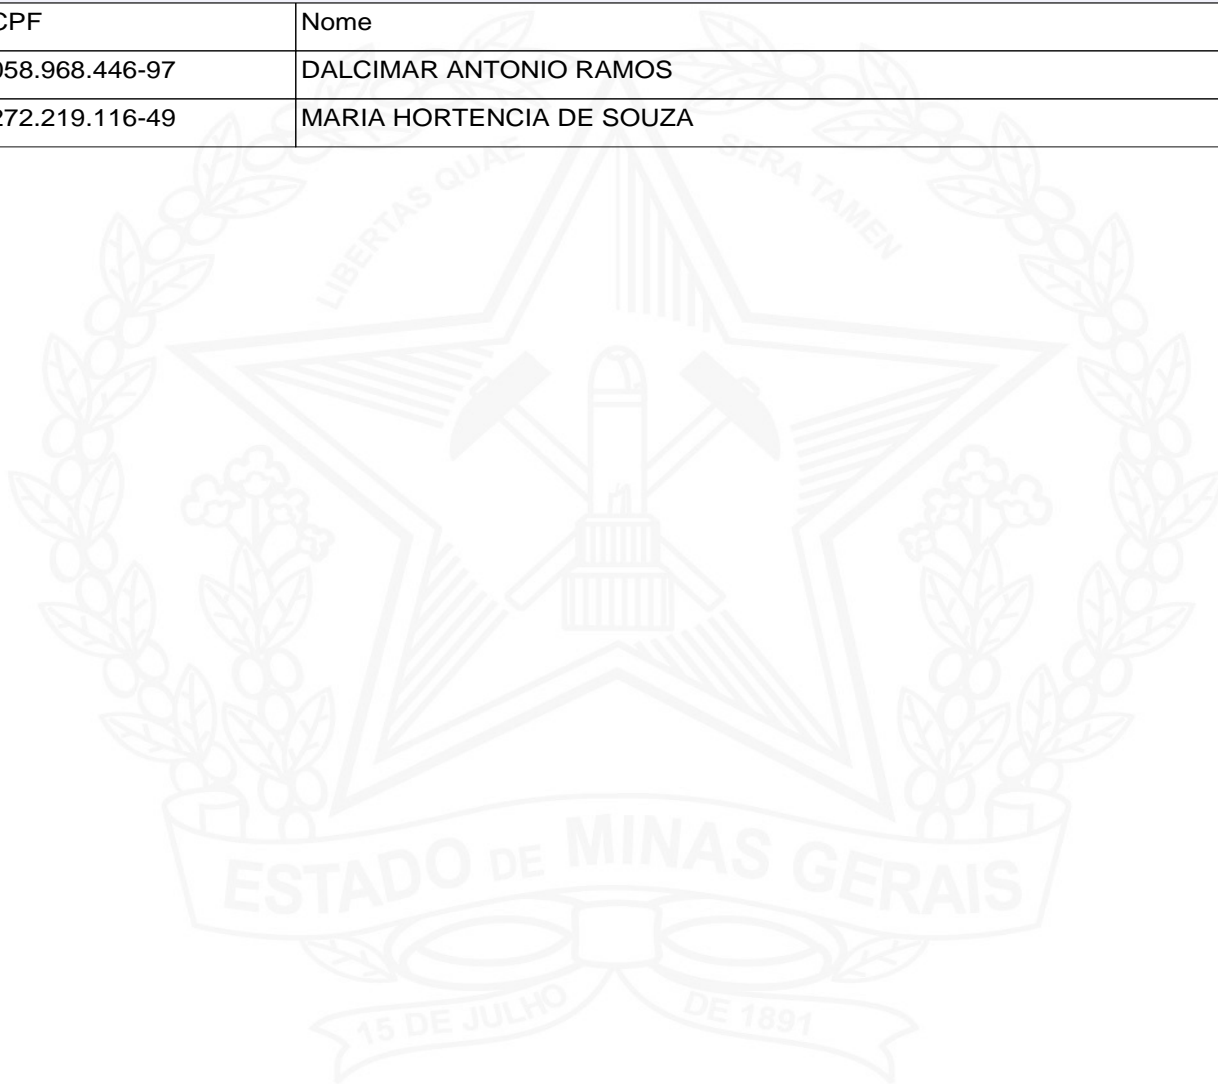 CPF Nome
058.968.446-97 DALCIMAR ANTONIO RAMOS
272.219.116-49 MARIA HORTENCIA DE SOUZA
LIBERTAS QUAE SERA TAMEN
ESTADO DE MINAS GERAIS
15 DE JULHO DE 1891